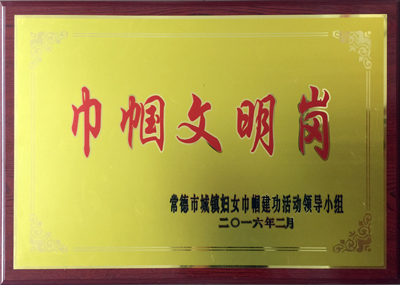 巾帼文明岗
常德市城镇妇女巾帼建功活动领导小组
二〇一六年二月